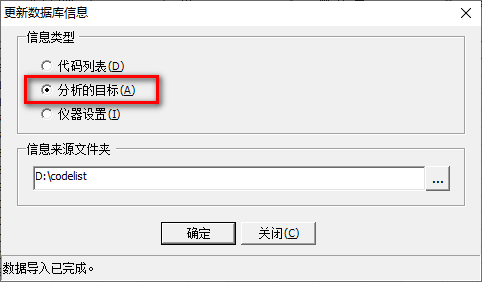 更新数据库信息
信息类型
代码列表(D)
分析的目标(A)
仪器设置(I)
信息来源文件夹
D:\codelist
...
确定
关闭(C)
数据导入已完成。